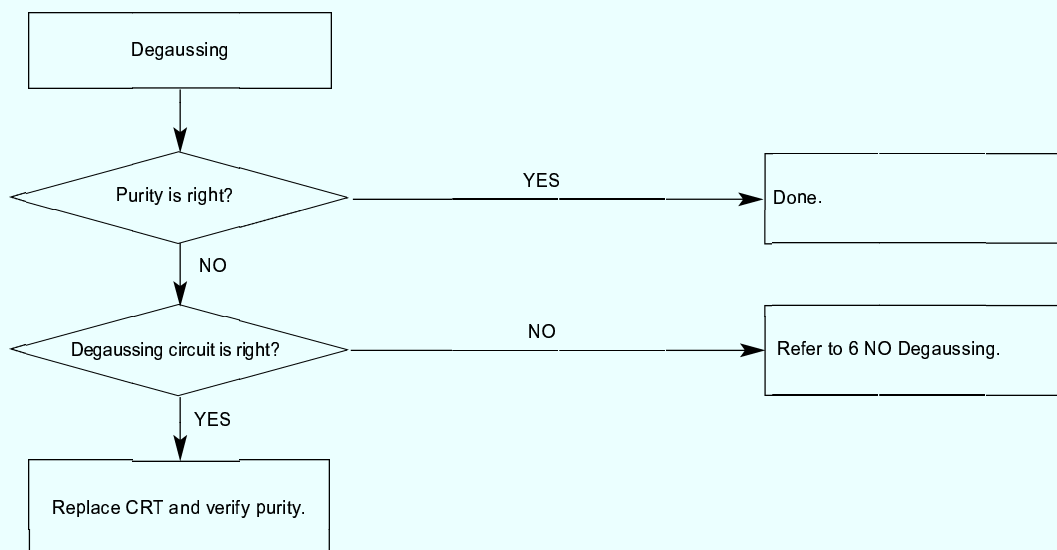 Degaussing
Purity is right?
YES
Done.
NO
Degaussing circuit is right?
NO
Refer to 6 NO Degaussing.
YES
Replace CRT and verify purity.